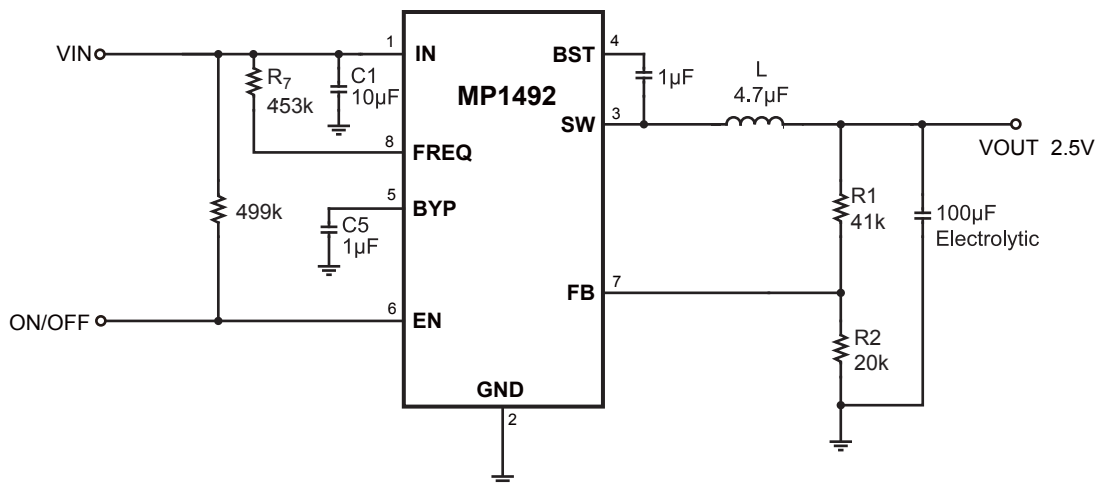 VIN
1
IN
R7
453k
C1
10µF
8
FREQ
5
BYP
C5
1µF
499k
ON/OFF
6
EN
MP1492
GND
2
BST
4
1µF
SW
3
L
4.7µF
VOUT 2.5V
R1
41k
100µF
Electrolytic
FB
7
R2
20k